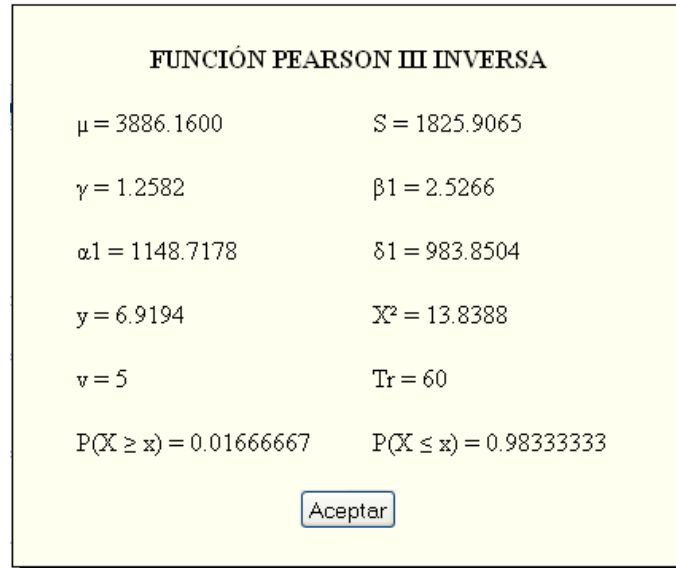 FUNCIÓN PEARSON III INVERSA
μ = 3886.1600 S = 1825.9065
γ = 1.2582 β1 = 2.5266
α1 = 1148.7178 δ1 = 983.8504
y = 6.9194 X² = 13.8388
v = 5 Tr = 60
P(X ≥ x) = 0.01666667 P(X ≤ x) = 0.98333333
Aceptar